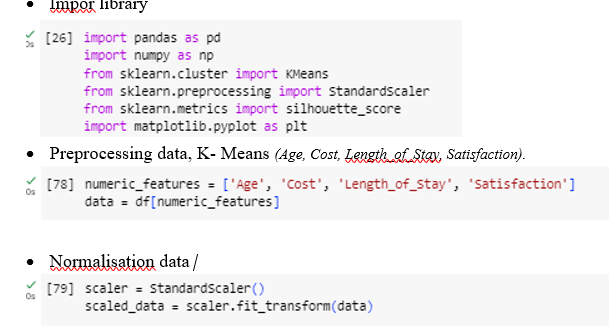 • Impor library
0s [26] import pandas as pd
import numpy as np
from sklearn.cluster import KMeans
from sklearn.preprocessing import StandardScaler
from sklearn.metrics import silhouette_score
import matplotlib.pyplot as plt
• Preprocessing data, K- Means (Age, Cost, Length_of_Stay, Satisfaction).
0s [78] numeric_features = ['Age', 'Cost', 'Length_of_Stay', 'Satisfaction']
data = df[numeric_features]
• Normalisation data /
0s [79] scaler = StandardScaler()
scaled_data = scaler.fit_transform(data)